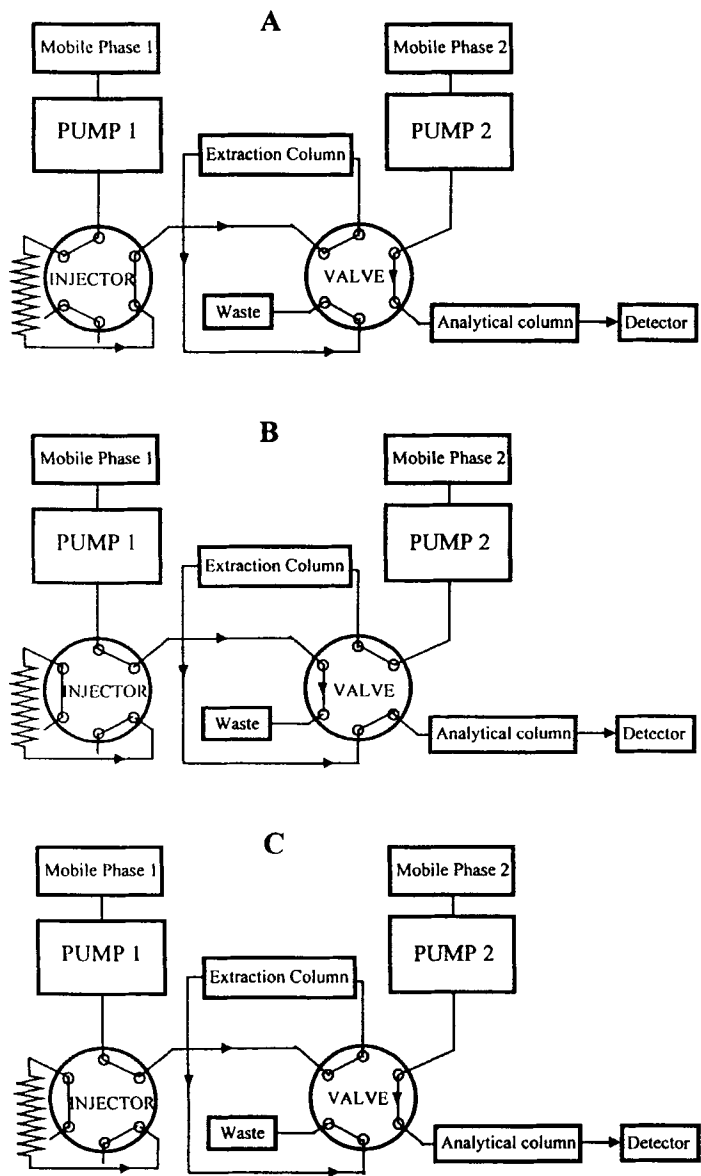 A
Mobile Phase 1
Mobile Phase 2
PUMP 1
PUMP 2
Extraction Column
INJECTOR
VALVE
Waste
Analytical column
Detector
B
Mobile Phase 1
Mobile Phase 2
PUMP 1
PUMP 2
Extraction Column
INJECTOR
VALVE
Waste
Analytical column
Detector
C
Mobile Phase 1
Mobile Phase 2
PUMP 1
PUMP 2
Extraction Column
INJECTOR
VALVE
Waste
Analytical column
Detector